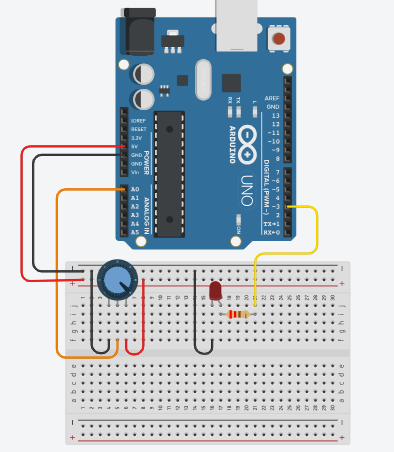 AREF
GND
13
12
~11
~10
~9
8
7
~6
~5
4
~3
2
TX→1
RX←0
DIGITAL (PWM~)
TX
RX
L
ARDUINO
UNO
ON
IOREF
RESET
3.3V
5V
GND
GND
Vin
POWER
A0
A1
A2
A3
A4
A5
ANALOG IN
- -
+ +
j j
i i
h h
g g
f f
e e
d d
c c
b b
a a
- -
+ +